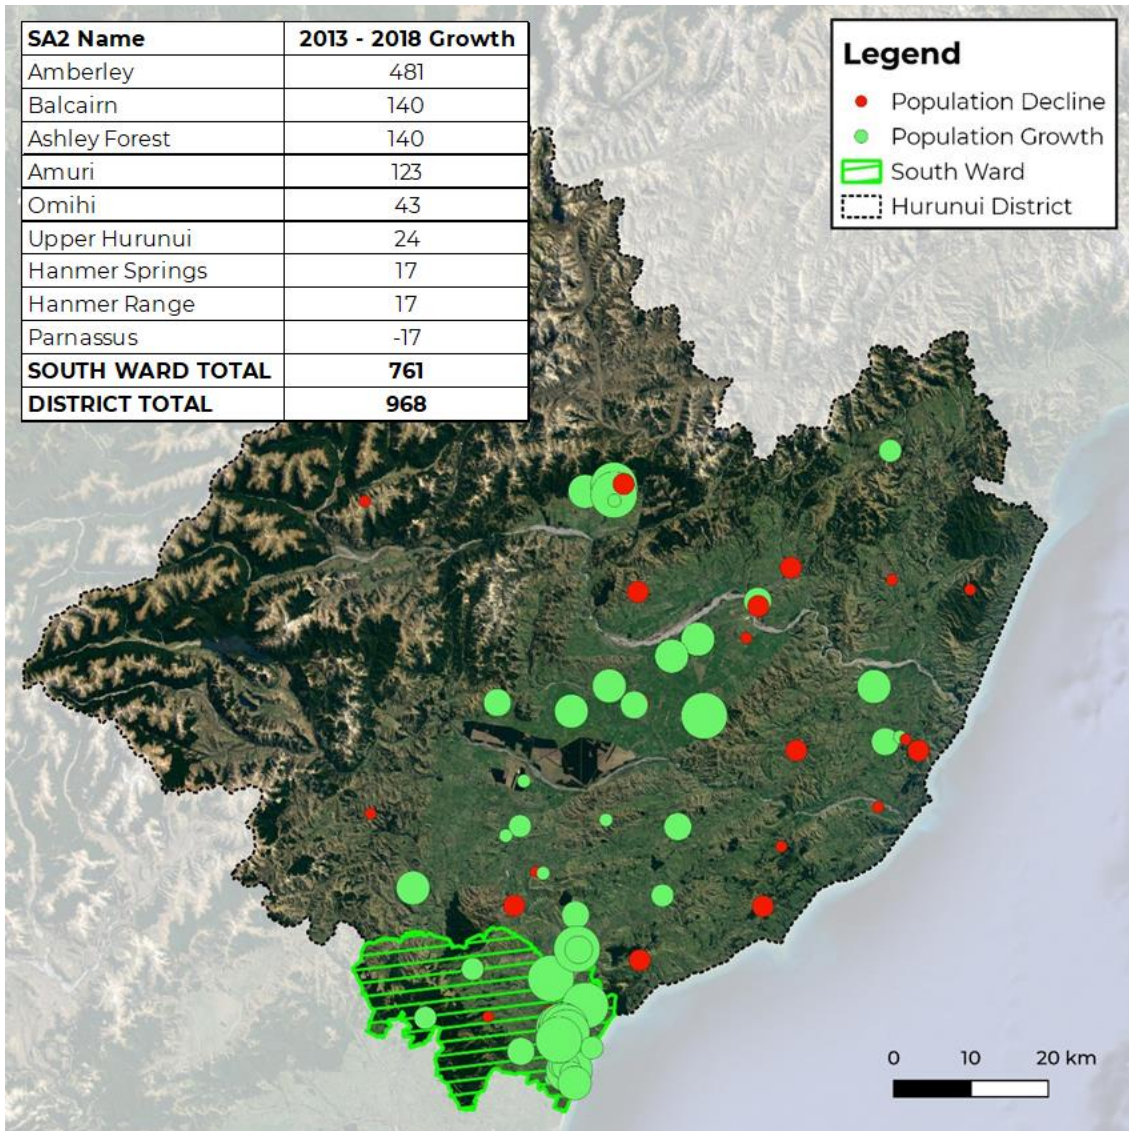 SA2 Name 2013 - 2018 Growth
Amberley 481
Balcairn 140
Ashley Forest 140
Amuri 123
Omihi 43
Upper Hurunui 24
Hanmer Springs 17
Hanmer Range 17
Parnassus -17
SOUTH WARD TOTAL 761
DISTRICT TOTAL 968
Legend
Population Decline
Population Growth
South Ward
Hurunui District
0 10 20 km